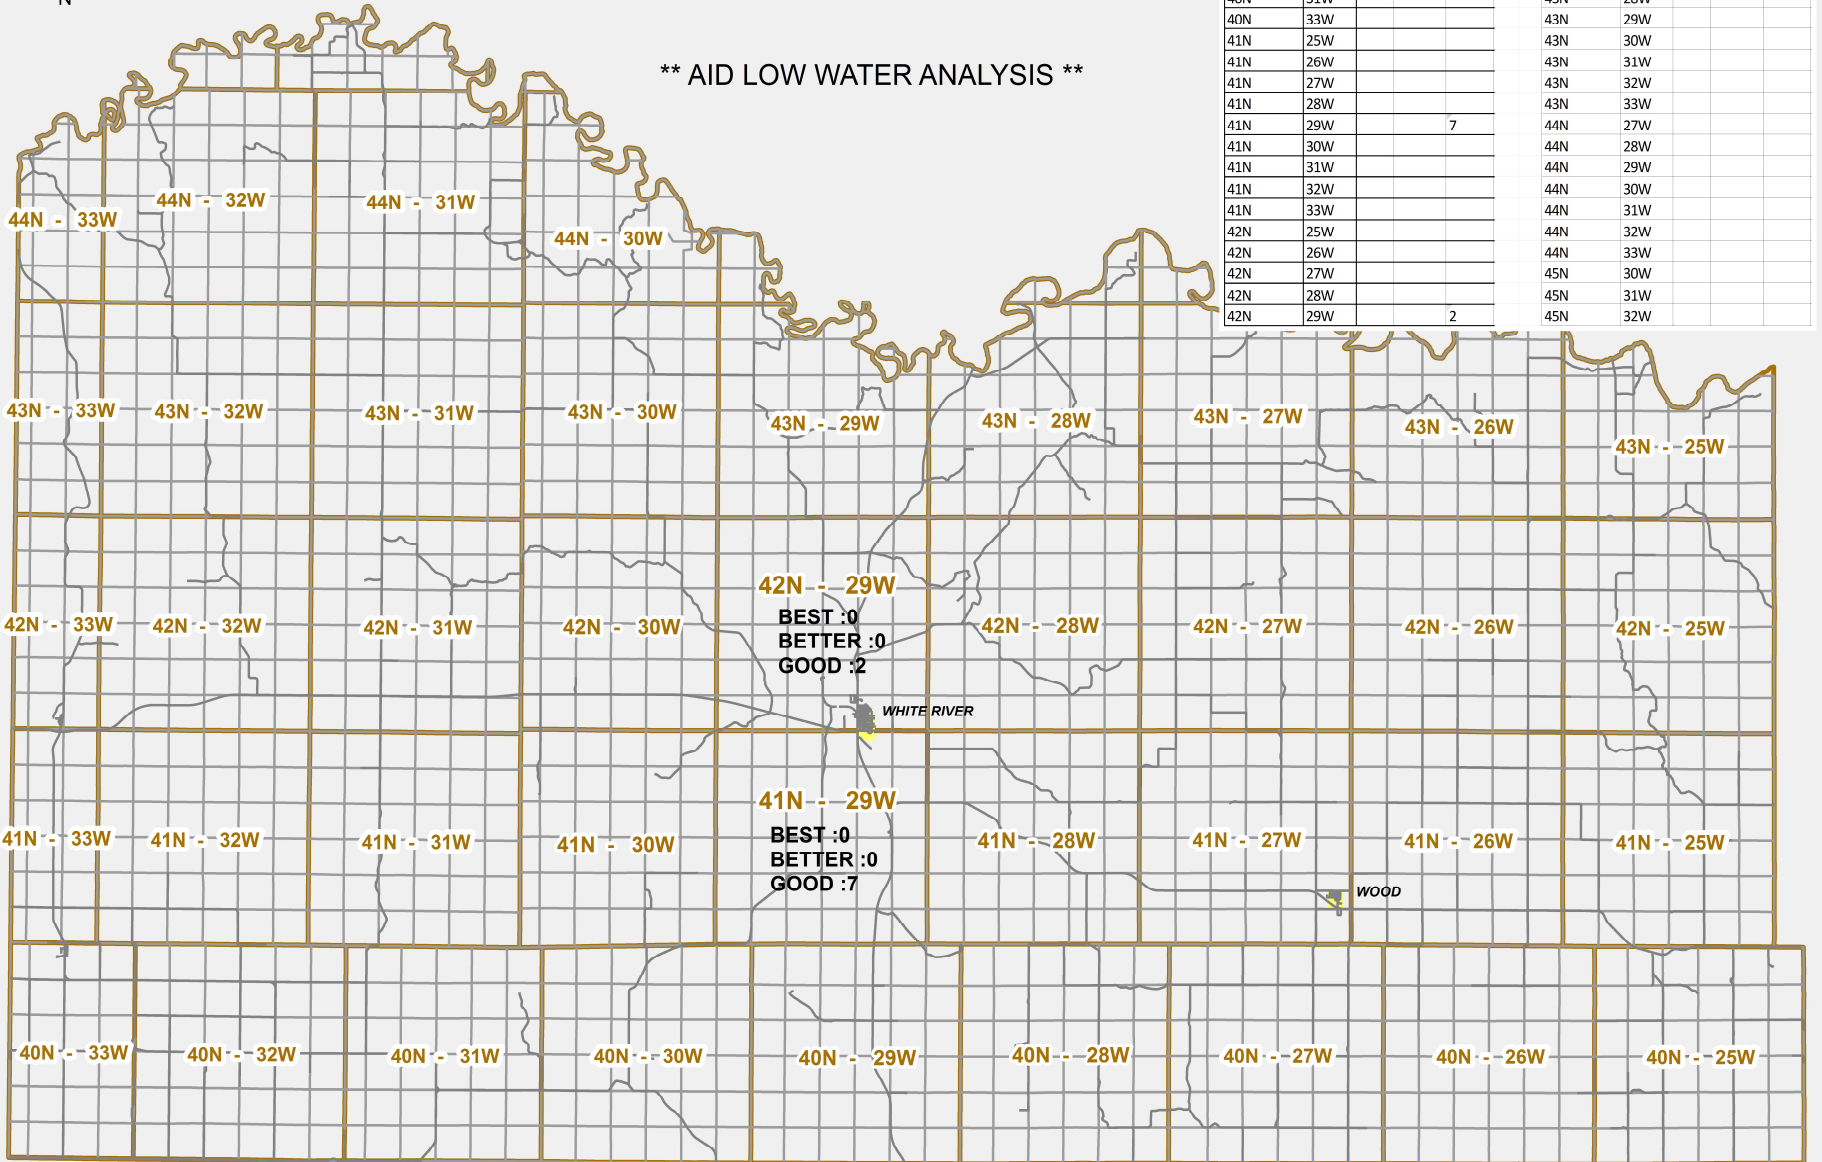 N
** AID LOW WATER ANALYSIS **
40N 31W 43N 28W
40N 33W 43N 29W
41N 25W 43N 30W
41N 26W 43N 31W
41N 27W 43N 32W
41N 28W 43N 33W
41N 29W 7 44N 27W
41N 30W 44N 28W
41N 31W 44N 29W
41N 32W 44N 30W
41N 33W 44N 31W
42N 25W 44N 32W
42N 26W 44N 33W
42N 27W 45N 30W
42N 28W 45N 31W
42N 29W 2 45N 32W
44N - 33W
44N - 32W
44N - 31W
44N - 30W
43N - 33W
43N - 32W
43N - 31W
43N - 30W
43N - 29W
43N - 28W
43N - 27W
43N - 26W
43N - 25W
42N - 33W
42N - 32W
42N - 31W
42N - 30W
42N - 29W
BEST :0
BETTER :0
GOOD :2
42N - 28W
42N - 27W
42N - 26W
42N - 25W
WHITE RIVER
41N - 33W
41N - 32W
41N - 31W
41N - 30W
41N - 29W
BEST :0
BETTER :0
GOOD :7
41N - 28W
41N - 27W
41N - 26W
41N - 25W
WOOD
40N - 33W
40N - 32W
40N - 31W
40N - 30W
40N - 29W
40N - 28W
40N - 27W
40N - 26W
40N - 25W